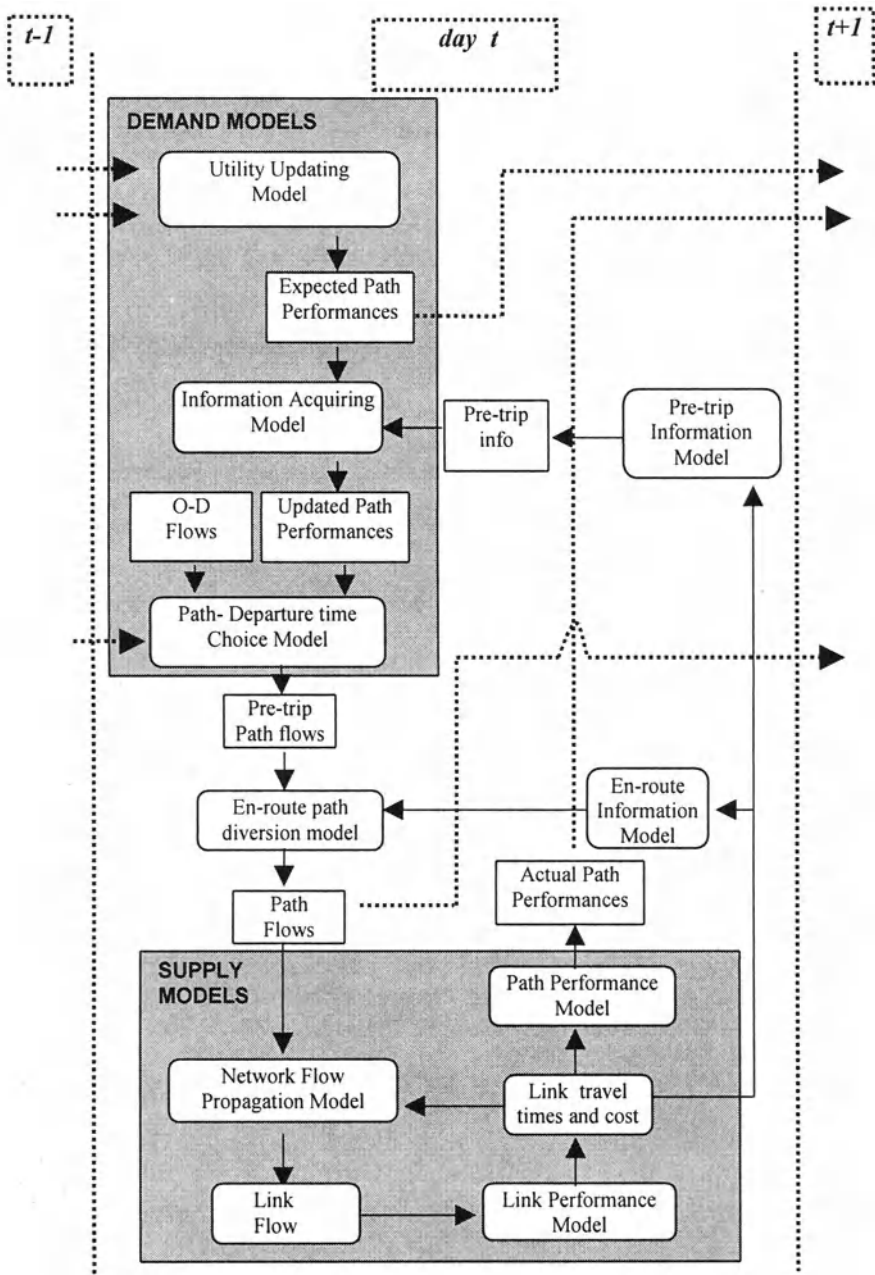 t-1
day t
t+1
DEMAND MODELS
Utility Updating
Model
Expected Path
Performances
Information Acquiring
Model
Pre-trip
info
Pre-trip
Information
Model
O-D
Flows
Updated Path
Performances
Path- Departure time
Choice Model
Pre-trip
Path flows
En-route path
diversion model
En-route
Information
Model
Path
Flows
Actual Path
Performances
SUPPLY
MODELS
Path Performance
Model
Network Flow
Propagation Model
Link travel
times and cost
Link
Flow
Link Performance
Model